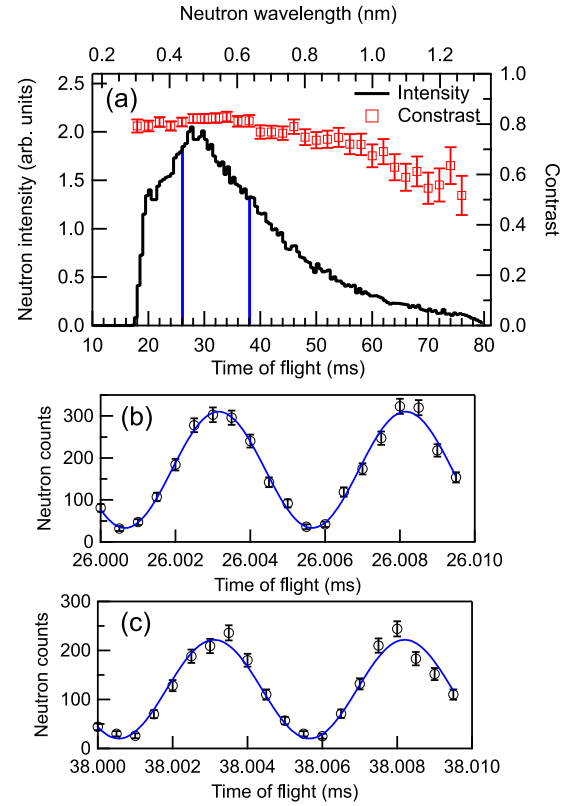 Neutron wavelength (nm)
0.2 0.4 0.6 0.8 1.0 1.2
(a)
Intensity
Constrast
Neutron intensity (arb. units)
2.5
2.0
1.5
1.0
0.5
0.0
1.0
0.8
0.6
0.4
0.2
0.0
Contrast
10 20 30 40 50 60 70 80
Time of flight (ms)
(b)
Neutron counts
300
200
100
0
26.000 26.002 26.004 26.006 26.008 26.010
Time of flight (ms)
(c)
Neutron counts
300
200
100
0
38.000 38.002 38.004 38.006 38.008 38.010
Time of flight (ms)